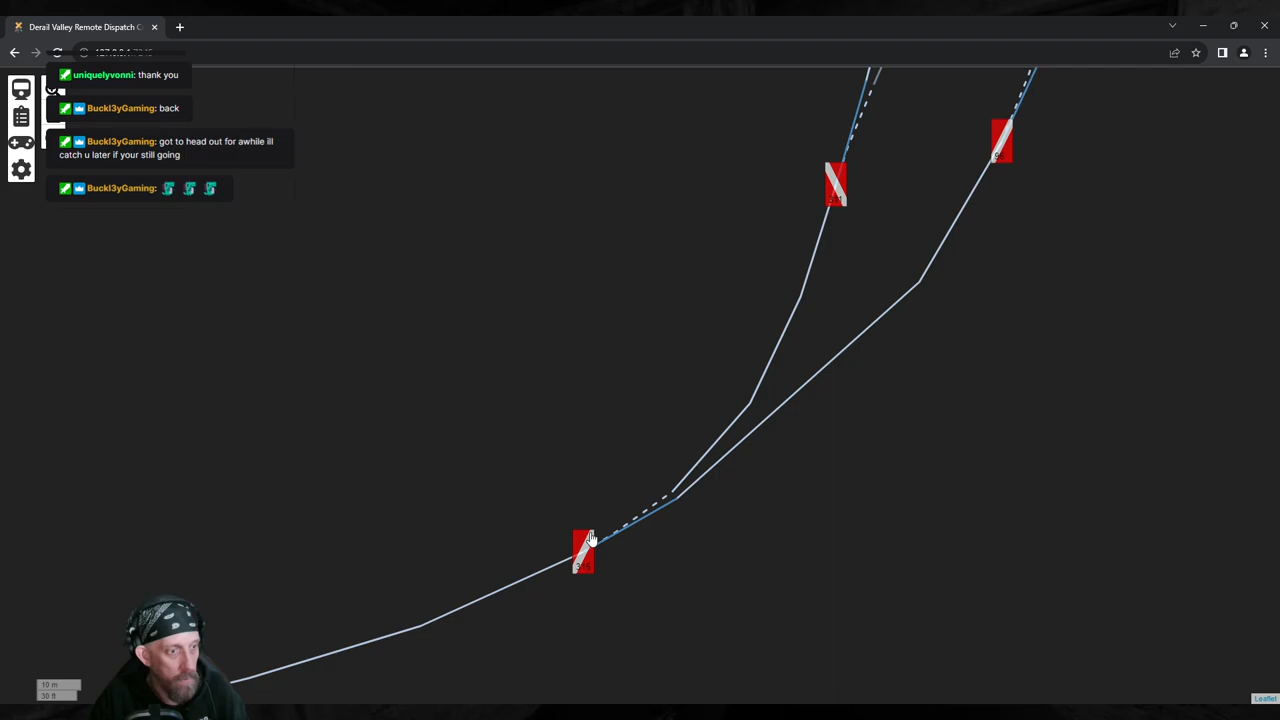 Derail Valley Remote Dispatch
uniquelyvonni: thank you
Buckl3yGaming: back
Buckl3yGaming: got to head out for awhile ill
catch u later if your still going
Buckl3yGaming:
10 m
30 ft
Leaflet